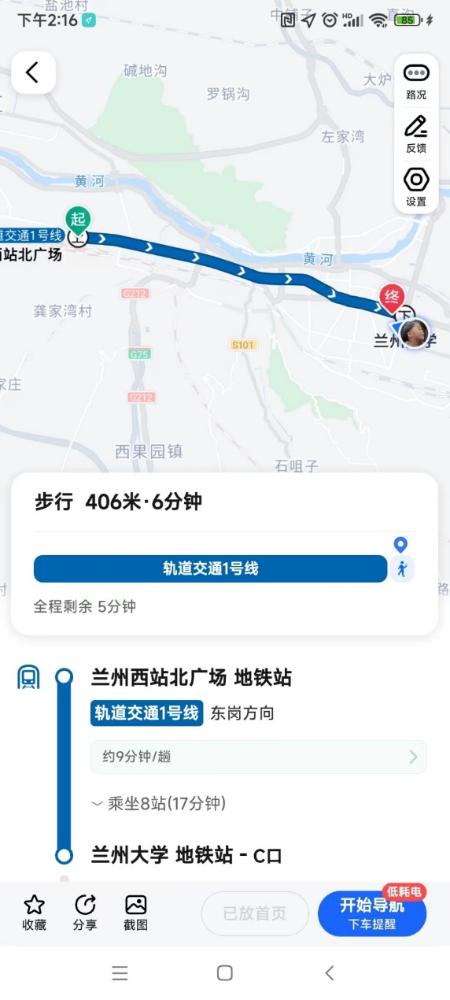 盐池村
下午2:16
HD
85
碱地沟
罗锅沟
大炉
左家湾
路况
反馈
设置
黄河
起
上
道交通1号线
西站北广场
黄河
G212
终
下
龚家湾村
G75
S101
兰州
学
家庄
G212
西果园镇
石咀子
步行 406米·6分钟
轨道交通1号线
全程剩余 5分钟
村
路
兰州西站北广场 地铁站
轨道交通1号线 东岗方向
约9分钟/趟
乘坐8站(17分钟)
兰州大学 地铁站 - C口
低耗电
收藏
分享
截图
已放首页
开始导航
下车提醒